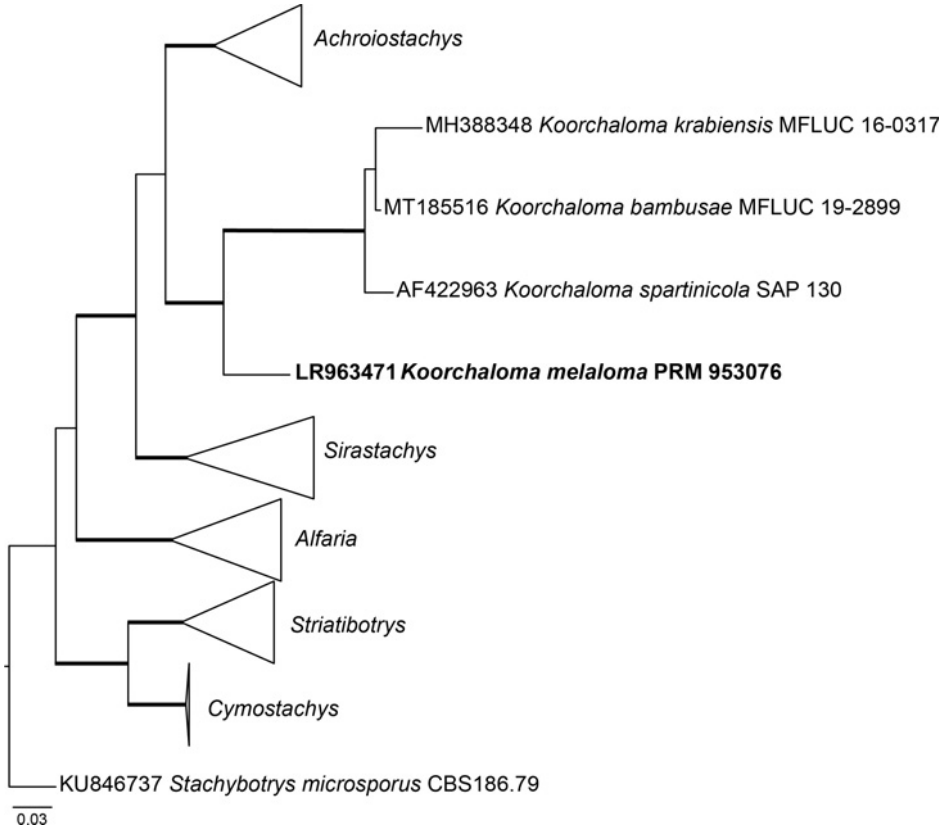 Achroiostachys
MH388348 Koorchaloma krabiensis MFLUC 16-0317
MT185516 Koorchaloma bambusae MFLUC 19-2899
AF422963 Koorchaloma spartinicola SAP 130
LR963471 Koorchaloma melaloma PRM 953076
Sirastachys
Alfaria
Striatibotrys
Cymostachys
KU846737 Stachybotrys microsporus CBS186.79
0.03